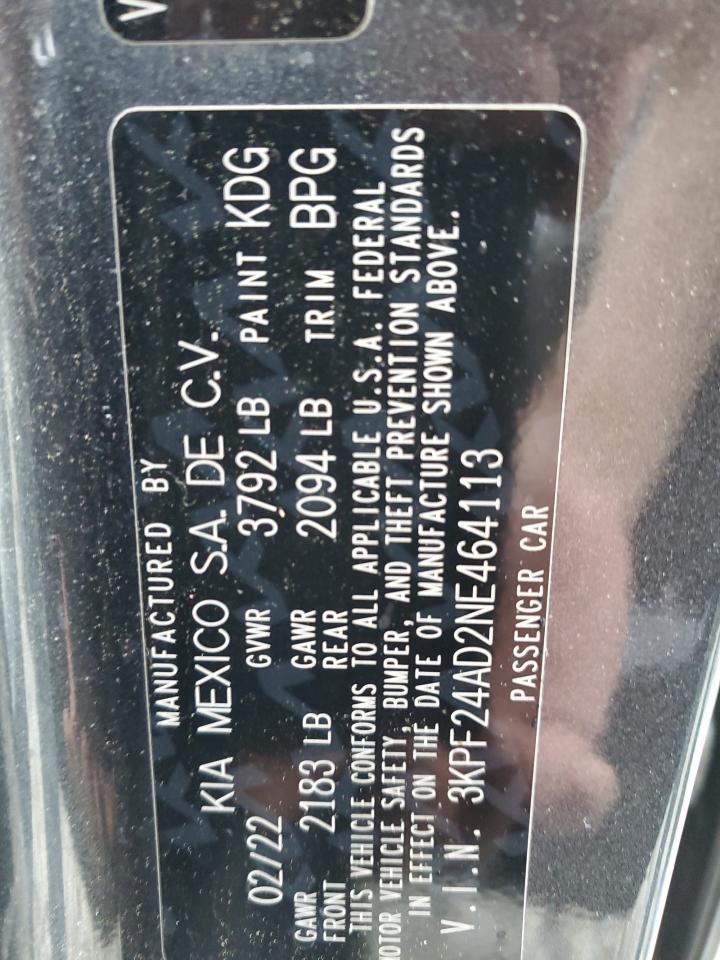 V
MANUFACTURED BY
KIA MEXICO S.A. DE C.V.
02/22 GVWR 3792 LB PAINT KDG
GAWR FRONT 2183 LB GAWR REAR 2094 LB TRIM BPG
THIS VEHICLE CONFORMS TO ALL APPLICABLE U.S.A. FEDERAL
MOTOR VEHICLE SAFETY, BUMPER, AND THEFT PREVENTION STANDARDS
IN EFFECT ON THE DATE OF MANUFACTURE SHOWN ABOVE.
V.I.N. 3KPF24AD2NE464113
PASSENGER CAR